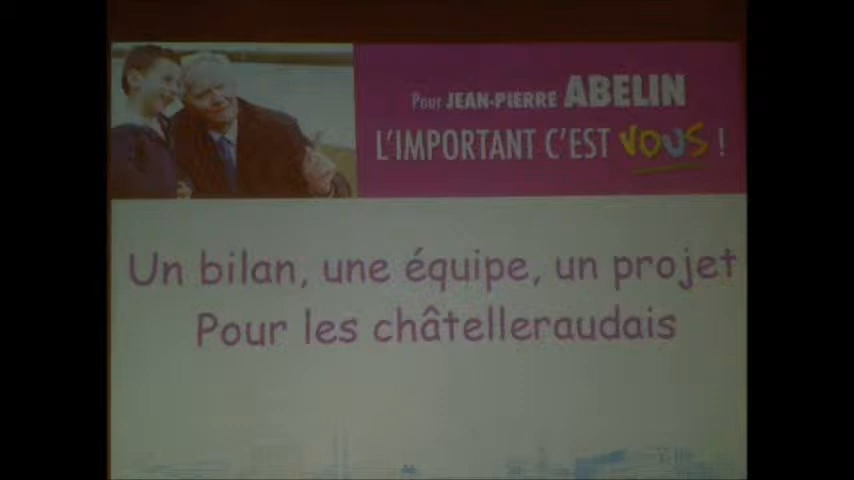 Pour JEAN-PIERRE ABELIN
L'IMPORTANT C'EST VOUS !
Un bilan, une équipe, un projet
Pour les châtelleraudais